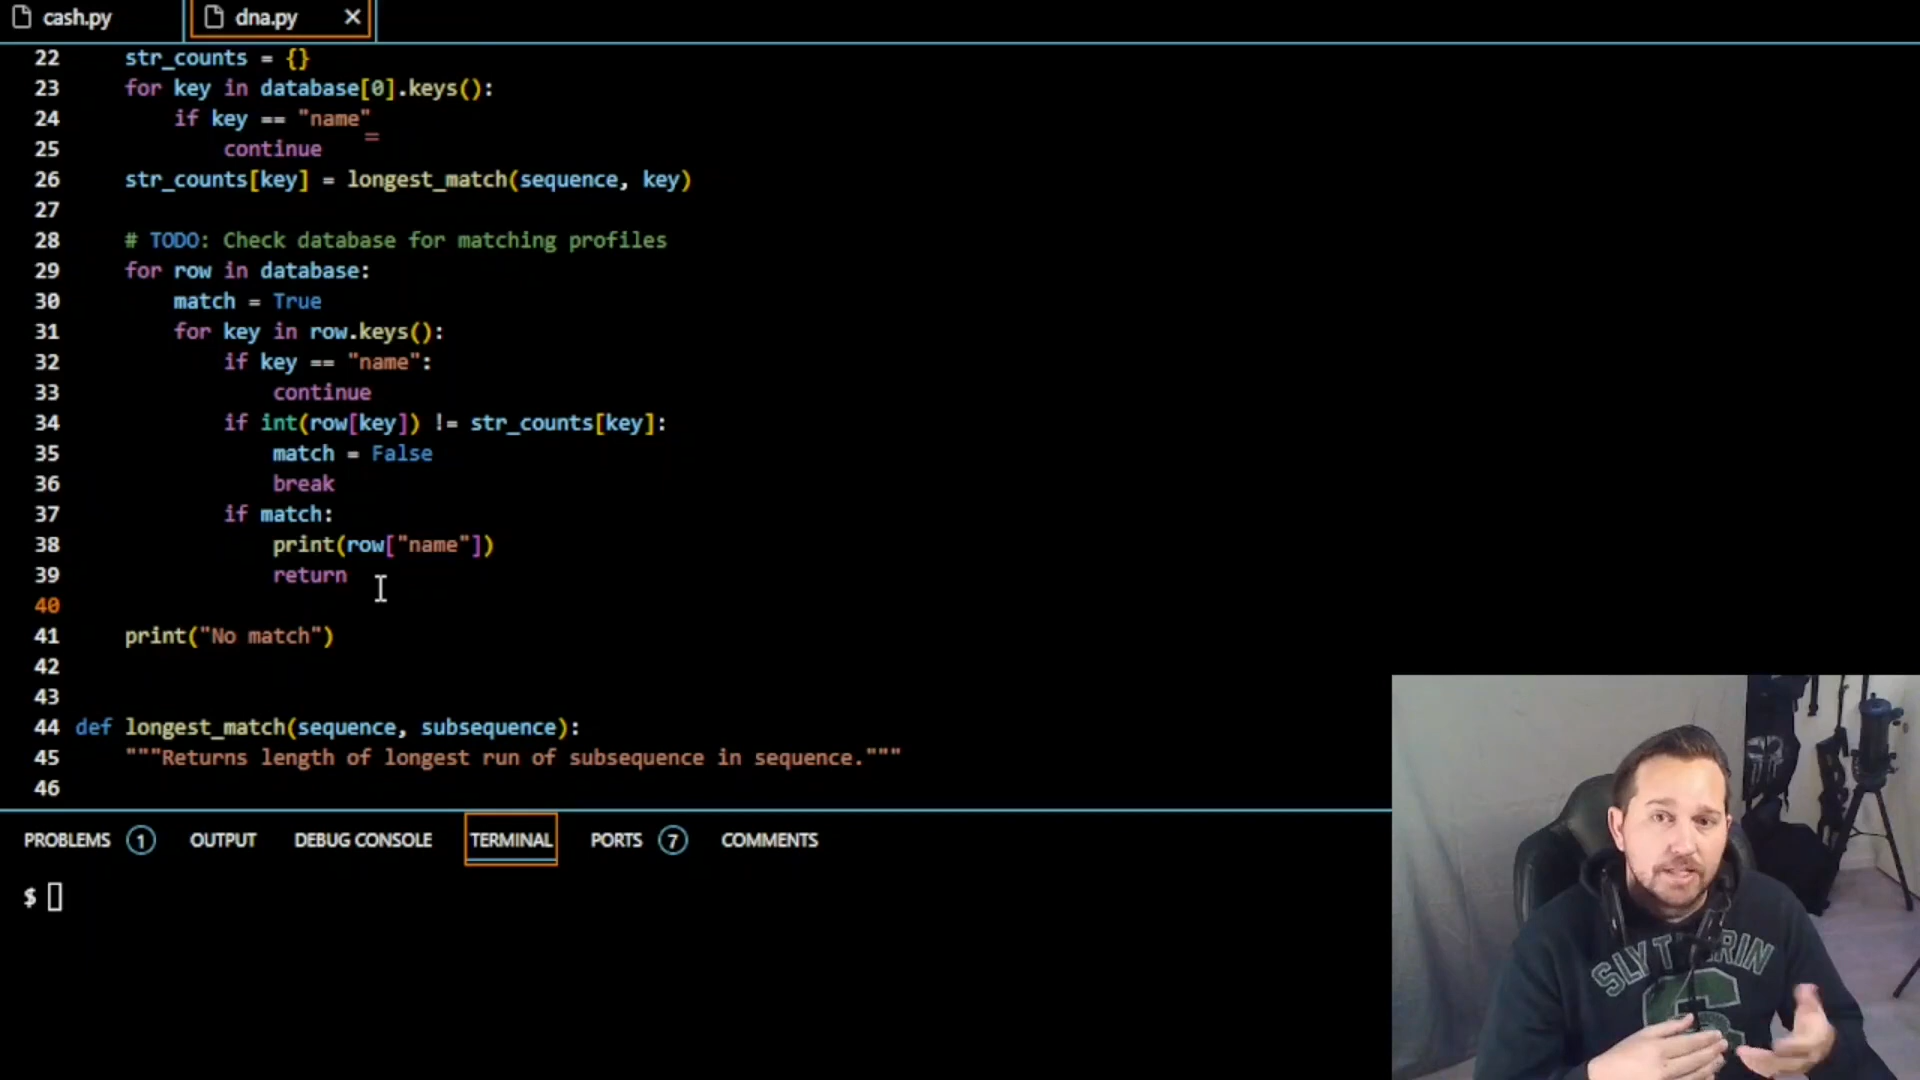 cash.py
dna.py ×
22 str_counts = {}
23 for key in database[0].keys():
24 if key == "name"
25 continue
26 str_counts[key] = longest_match(sequence, key)
27
28 # TODO: Check database for matching profiles
29 for row in database:
30 match = True
31 for key in row.keys():
32 if key == "name":
33 continue
34 if int(row[key]) != str_counts[key]:
35 match = False
36 break
37 if match:
38 print(row["name"])
39 return
40
41 print("No match")
42
43
44 def longest_match(sequence, subsequence):
45 """Returns length of longest run of subsequence in sequence."""
46
PROBLEMS 1 OUTPUT DEBUG CONSOLE TERMINAL PORTS 7 COMMENTS
$
SLYTHERIN